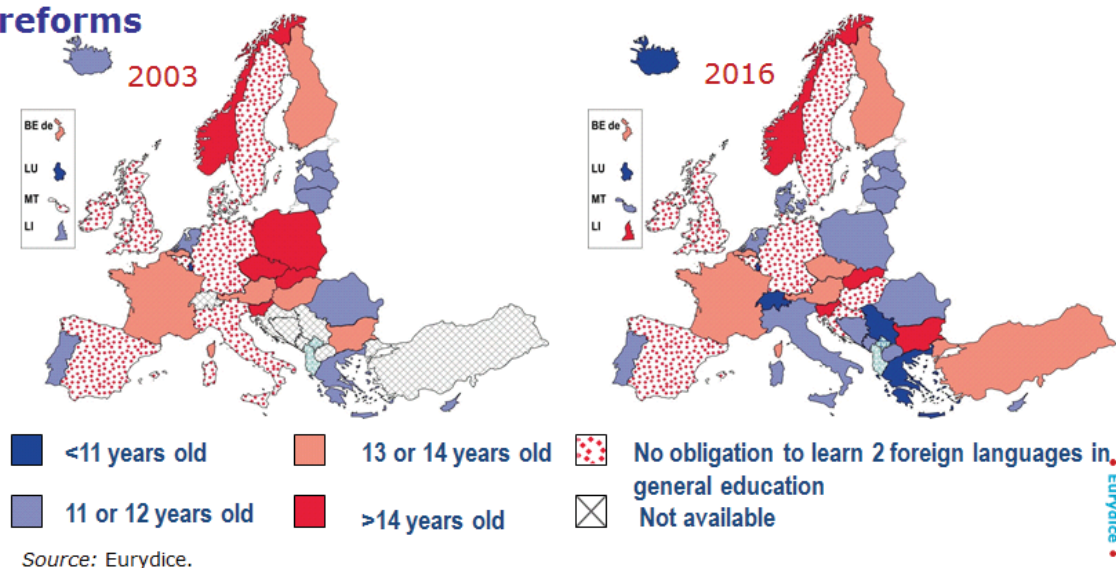 reforms
2003
2016
BE de
LU
MT
LI
BE de
LU
MT
LI
<11 years old
13 or 14 years old
No obligation to learn 2 foreign languages in
general education
11 or 12 years old
>14 years old
Not available
Eurydice
Source: Eurydice.